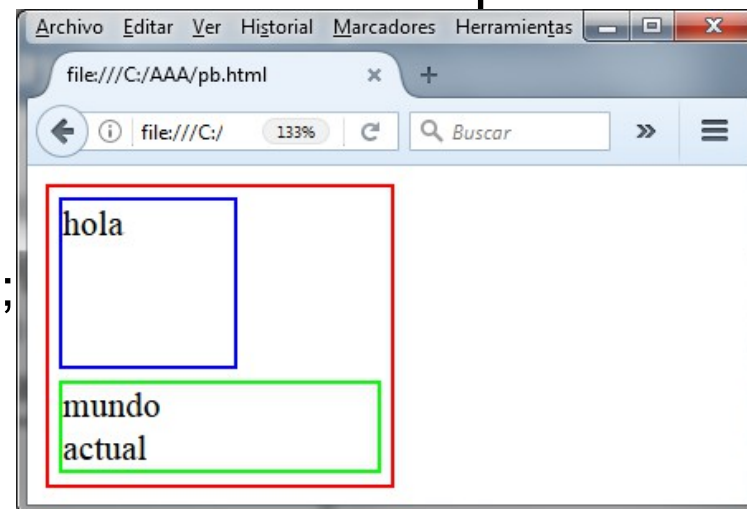 Archivo Editar Ver Historial Marcadores Herramientas
file:///C:/AAA/pb.html
file:///C:/ 133% Buscar
;
hola
mundo
actual